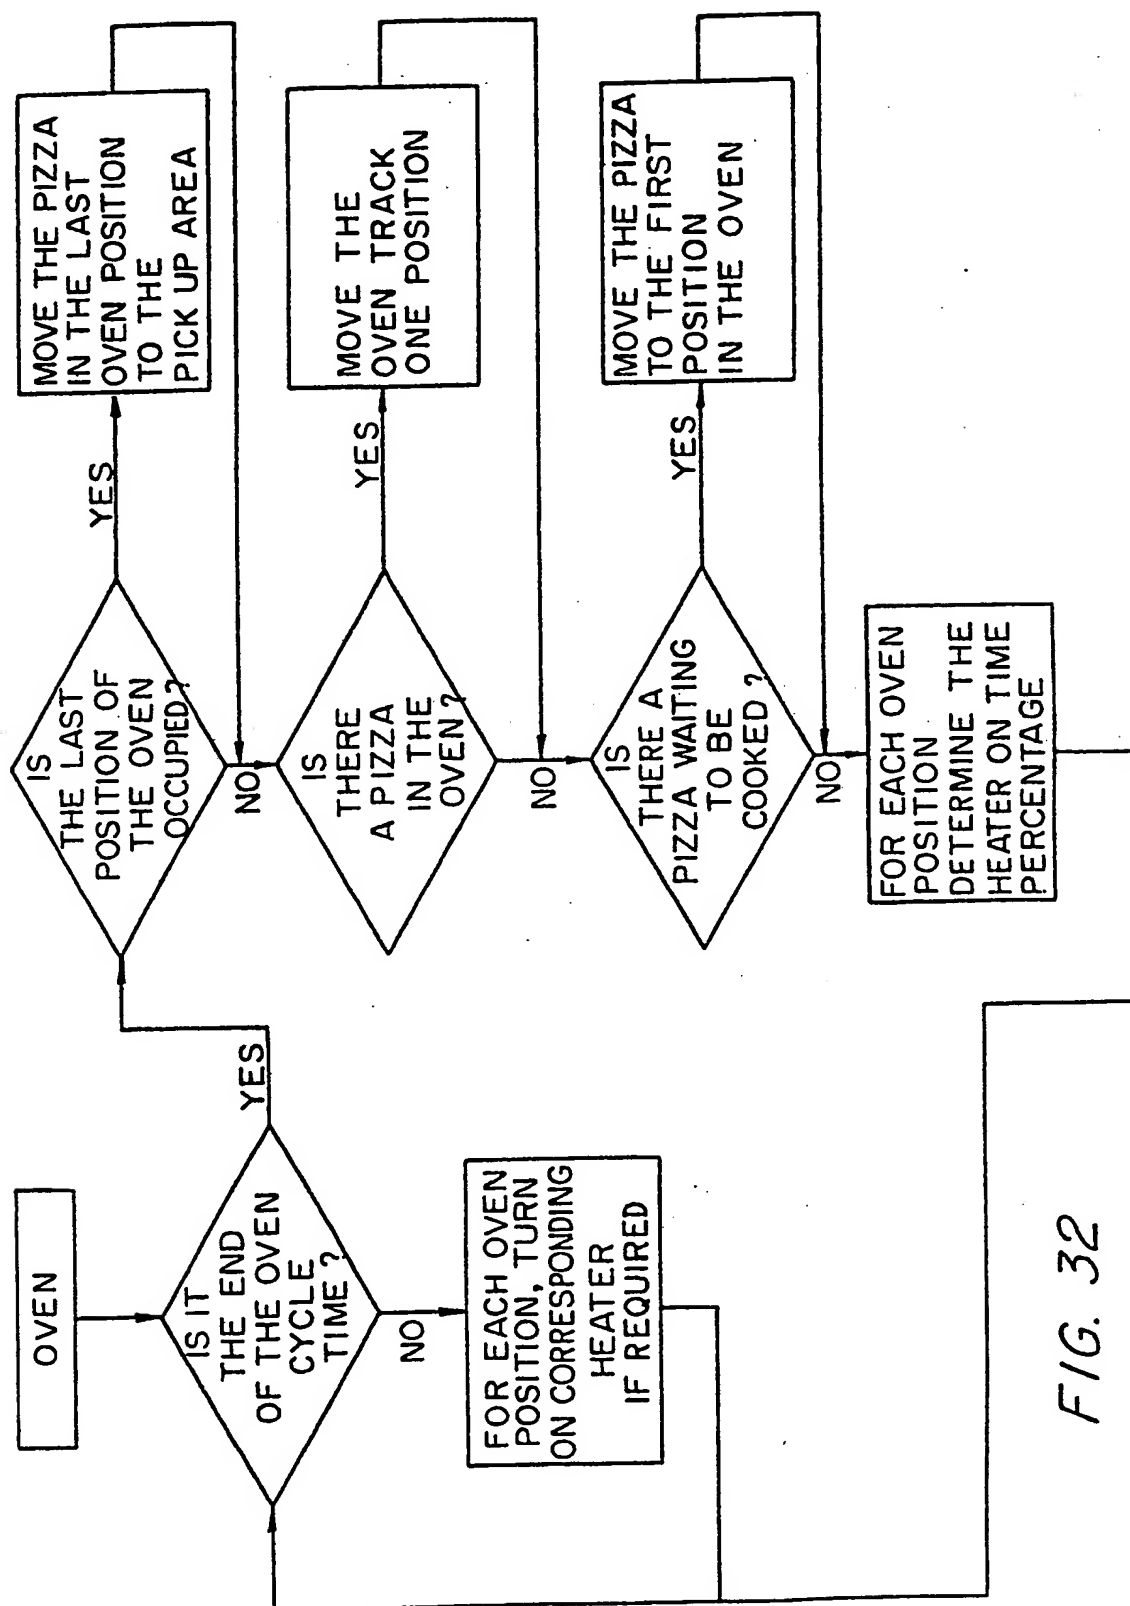 OVEN
IS IT
THE END
OF THE OVEN
CYCLE
TIME ?
YES
NO
FOR EACH OVEN
POSITION, TURN
ON CORRESPONDING
HEATER
IF REQUIRED
IS
THE LAST
POSITION OF
THE OVEN
OCCUPIED ?
YES
NO
MOVE THE PIZZA
IN THE LAST
OVEN POSITION
TO THE
PICK UP AREA
IS
THERE
A PIZZA
IN THE
OVEN ?
YES
NO
MOVE THE
OVEN TRACK
ONE POSITION
IS
THERE A
PIZZA WAITING
TO BE
COOKED ?
YES
NO
MOVE THE PIZZA
TO THE FIRST
POSITION
IN THE OVEN
FOR EACH OVEN
POSITION
DETERMINE THE
HEATER ON TIME
PERCENTAGE
FIG. 32